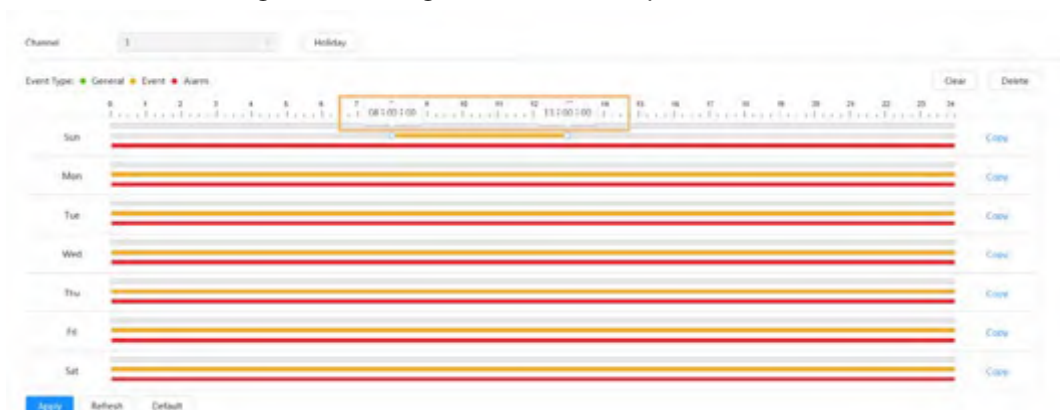 Channel 1 Holiday
Event Type: General Event Alarm Clear Delete
0 1 2 3 4 5 6 7 9 10 11 12 14 15 16 17 18 19 20 21 22 23 24
08:00:00 13:00:00
Sun Copy
Mon Copy
Tue Copy
Wed Copy
Thu Copy
Fri Copy
Sat Copy
Apply Refresh Default